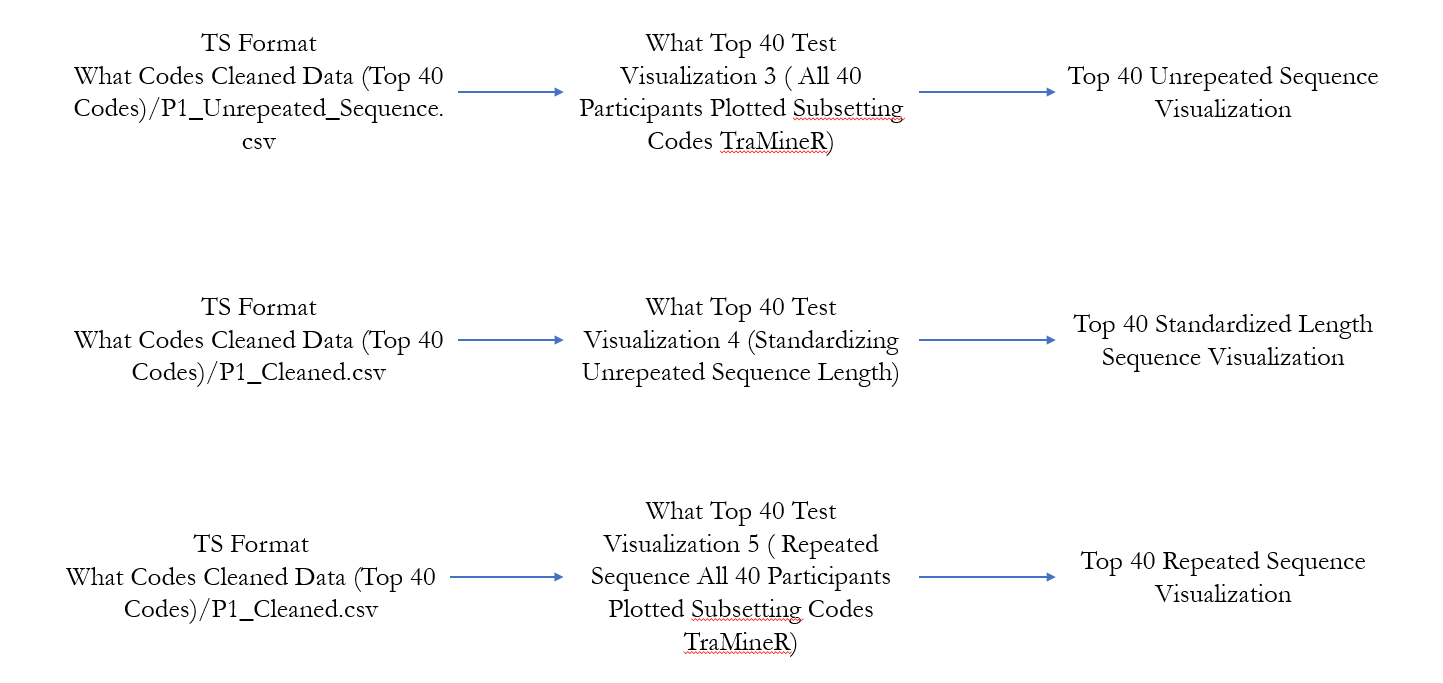 TS Format
What Codes Cleaned Data (Top 40
Codes)/P1_Unrepeated_Sequence.
csv
What Top 40 Test
Visualization 3 ( All 40
Participants Plotted Subsetting
Codes TraMineR)
Top 40 Unrepeated Sequence
Visualization
TS Format
What Codes Cleaned Data (Top 40
Codes)/P1_Cleaned.csv
What Top 40 Test
Visualization 4 (Standardizing
Unrepeated Sequence Length)
Top 40 Standardized Length
Sequence Visualization
TS Format
What Codes Cleaned Data (Top 40
Codes)/P1_Cleaned.csv
What Top 40 Test
Visualization 5 ( Repeated
Sequence All 40 Participants
Plotted Subsetting Codes
TraMineR)
Top 40 Repeated Sequence
Visualization